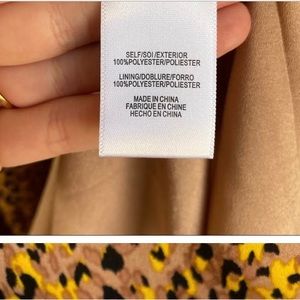 SELF/SOI/EXTERIOR
100%POLYESTER/POLIESTER
LINING/DOBLURE/FORRO
100%POLYESTER/POLIESTER
MADE IN CHINA
FABRIQUE EN CHINE
HECHO EN CHINA